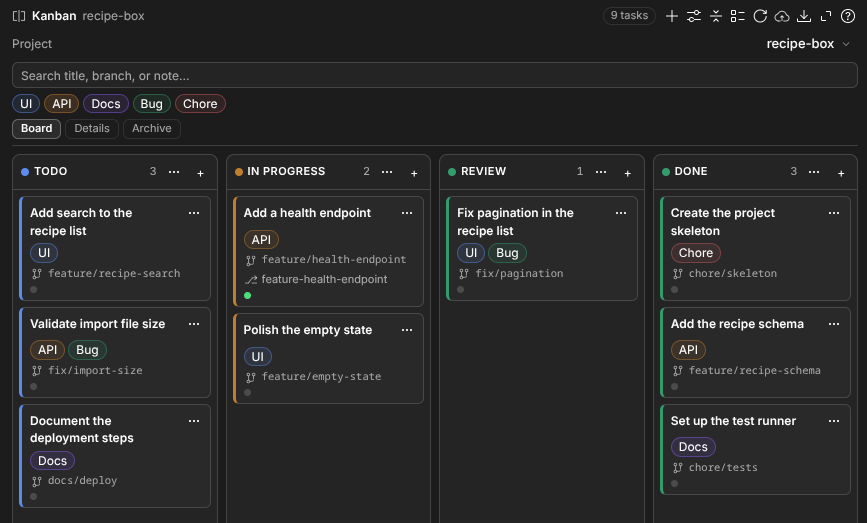 Kanban recipe-box 9 tasks
Project recipe-box
Search title, branch, or note...
UI API Docs Bug Chore
Board Details Archive
TODO 3
Add search to the
recipe list
UI
feature/recipe-search
Validate import file size
API Bug
fix/import-size
Document the
deployment steps
Docs
docs/deploy
IN PROGRESS 2
Add a health endpoint
API
feature/health-endpoint
feature-health-endpoint
Polish the empty state
UI
feature/empty-state
REVIEW 1
Fix pagination in the
recipe list
UI Bug
fix/pagination
DONE 3
Create the project
skeleton
Chore
chore/skeleton
Add the recipe schema
API
feature/recipe-schema
Set up the test runner
Docs
chore/tests